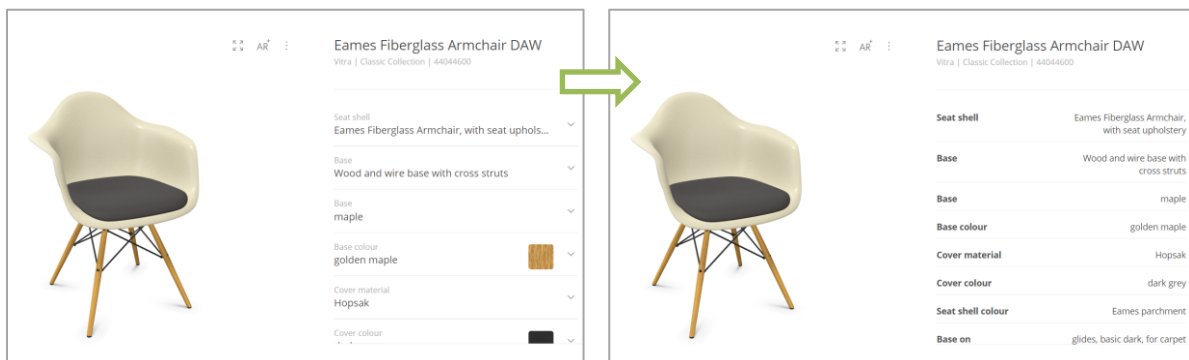 AR
Eames Fiberglass Armchair DAW
Vitra | Classic Collection | 44044600
Seat shell
Eames Fiberglass Armchair, with seat uphols...
Base
Wood and wire base with cross struts
Base
maple
Base colour
golden maple
Cover material
Hopsak
Cover colour
AR
Eames Fiberglass Armchair DAW
Vitra | Classic Collection | 44044600
Seat shell Eames Fiberglass Armchair,
with seat upholstery
Base Wood and wire base with
cross struts
Base maple
Base colour golden maple
Cover material Hopsak
Cover colour dark grey
Seat shell colour Eames parchment
Base on glides, basic dark, for carpet